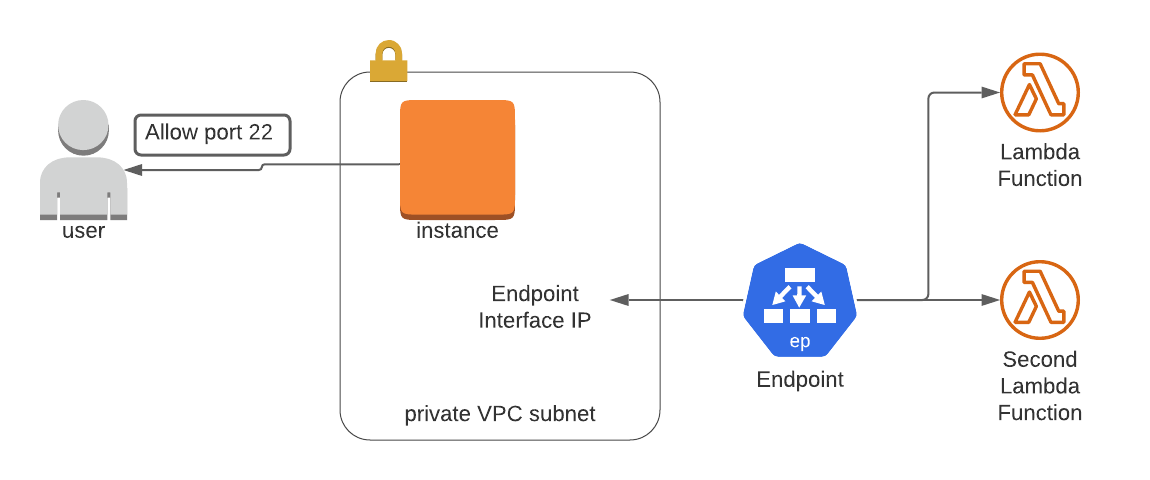 Allow port 22
user
instance
Endpoint
Interface IP
private VPC subnet
ep
Endpoint
Lambda
Function
Second
Lambda
Function